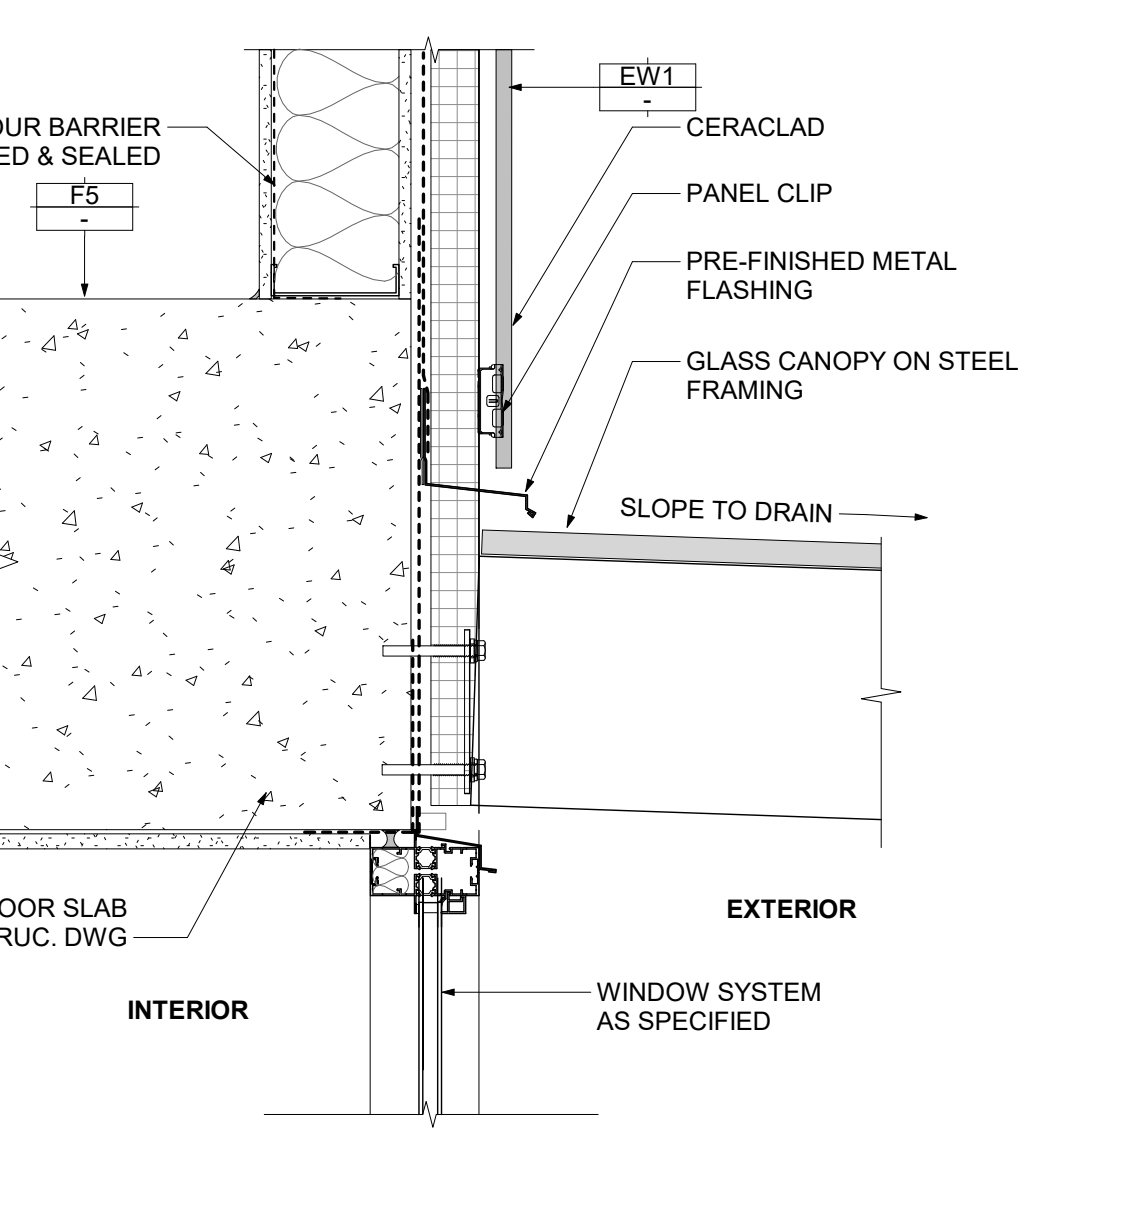 EW1
-
OUR BARRIER
ED & SEALED
CERACLAD
F5
-
PANEL CLIP
PRE-FINISHED METAL
FLASHING
GLASS CANOPY ON STEEL
FRAMING
SLOPE TO DRAIN
OOR SLAB
RUC. DWG
EXTERIOR
INTERIOR
WINDOW SYSTEM
AS SPECIFIED